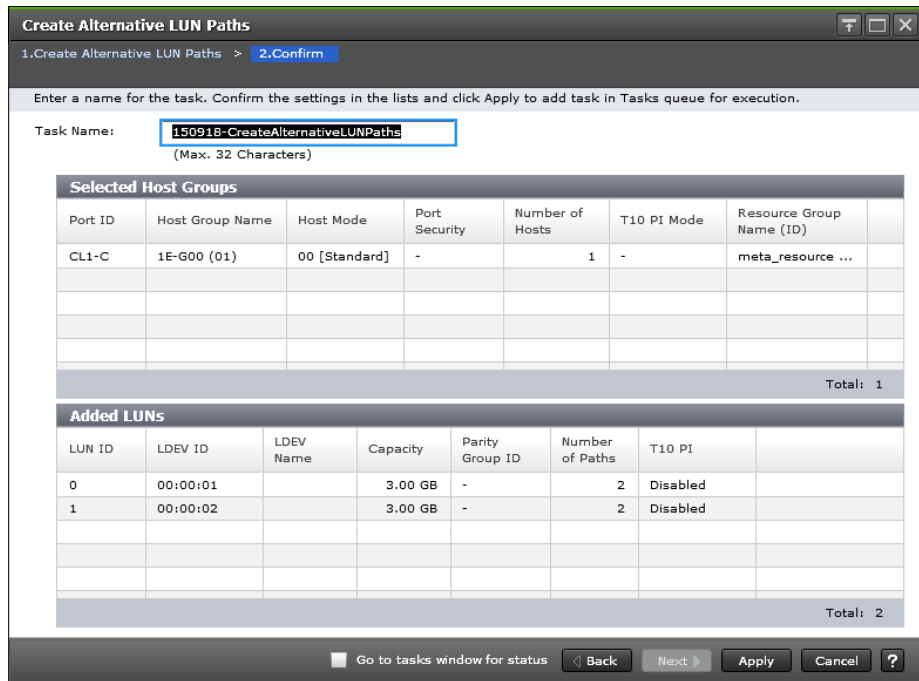 Create Alternative LUN Paths
1.Create Alternative LUN Paths > 2.Confirm
Enter a name for the task. Confirm the settings in the lists and click Apply to add task in Tasks queue for execution.
Task Name: 150918-CreateAlternativeLUNPaths
(Max. 32 Characters)
Selected Host Groups
Port ID Host Group Name Host Mode Port Security Number of Hosts T10 PI Mode Resource Group Name (ID)
CL1-C 1E-G00 (01) 00 [Standard] - 1 - meta_resource ...
Total: 1
Added LUNs
LUN ID LDEV ID LDEV Name Capacity Parity Group ID Number of Paths T10 PI
0 00:00:01 3.00 GB - 2 Disabled
1 00:00:02 3.00 GB - 2 Disabled
Total: 2
Go to tasks window for status Back Next Apply Cancel ?